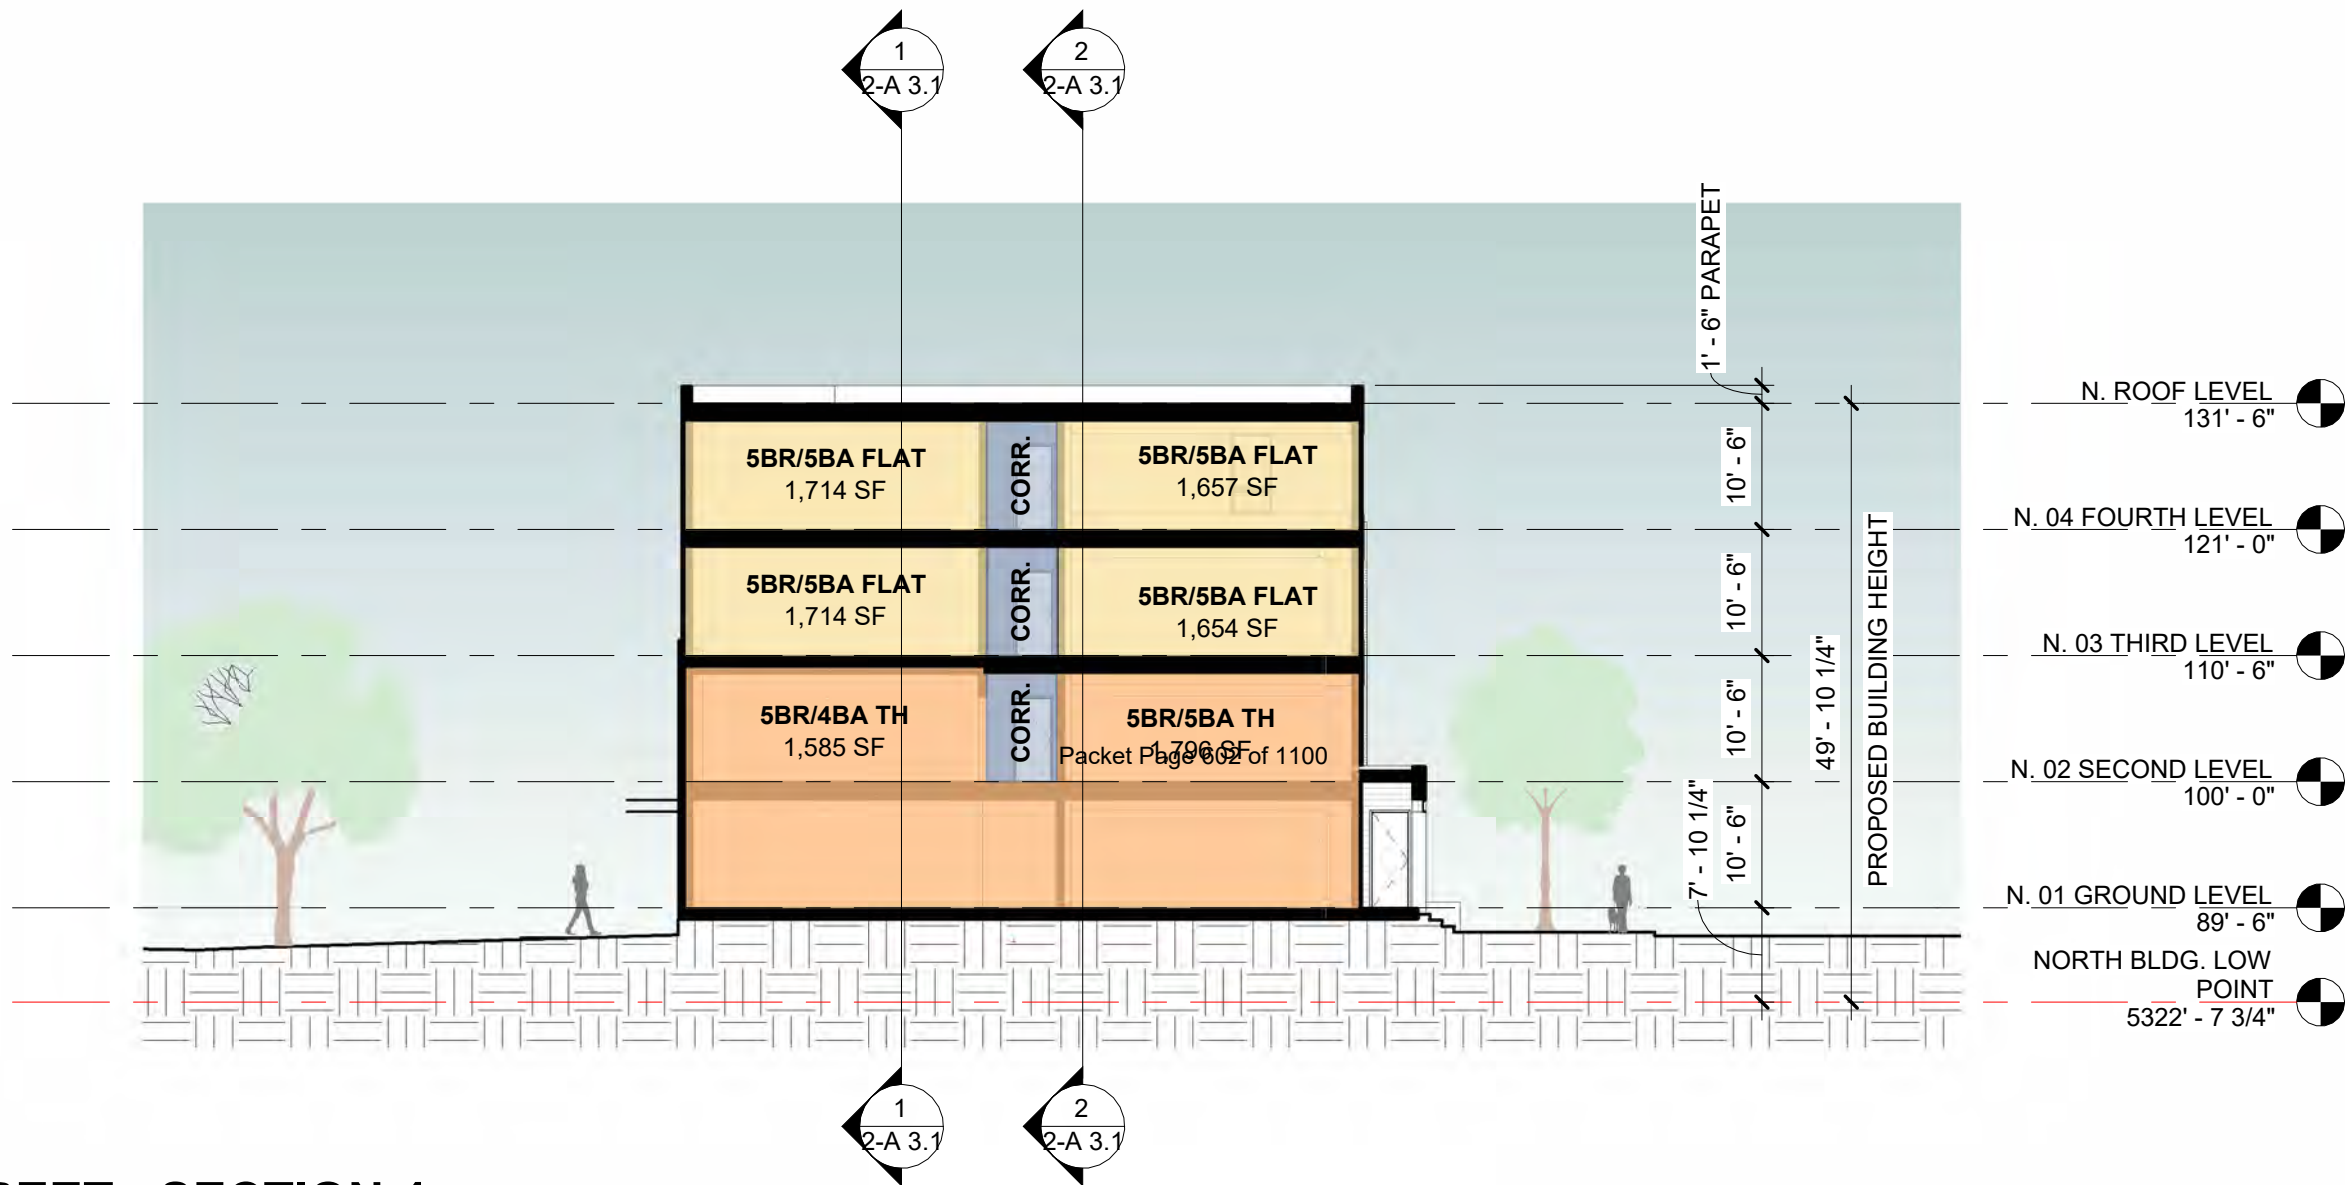 1
2-A 3.1
2
2-A 3.1
1' - 6" PARAPET
N. ROOF LEVEL
131' - 6"
5BR/5BA FLAT
1,714 SF
CORR.
5BR/5BA FLAT
1,657 SF
10' - 6"
N. 04 FOURTH LEVEL
121' - 0"
5BR/5BA FLAT
1,714 SF
CORR.
5BR/5BA FLAT
1,654 SF
10' - 6"
PROPOSED BUILDING HEIGHT
49' - 10 1/4"
N. 03 THIRD LEVEL
110' - 6"
5BR/4BA TH
1,585 SF
CORR.
5BR/5BA TH
1,796 SF
Packet Page 602 of 1100
10' - 6"
N. 02 SECOND LEVEL
100' - 0"
7' - 10 1/4"
10' - 6"
N. 01 GROUND LEVEL
89' - 6"
NORTH BLDG. LOW
POINT
5322' - 7 3/4"
1
2-A 3.1
2
2-A 3.1